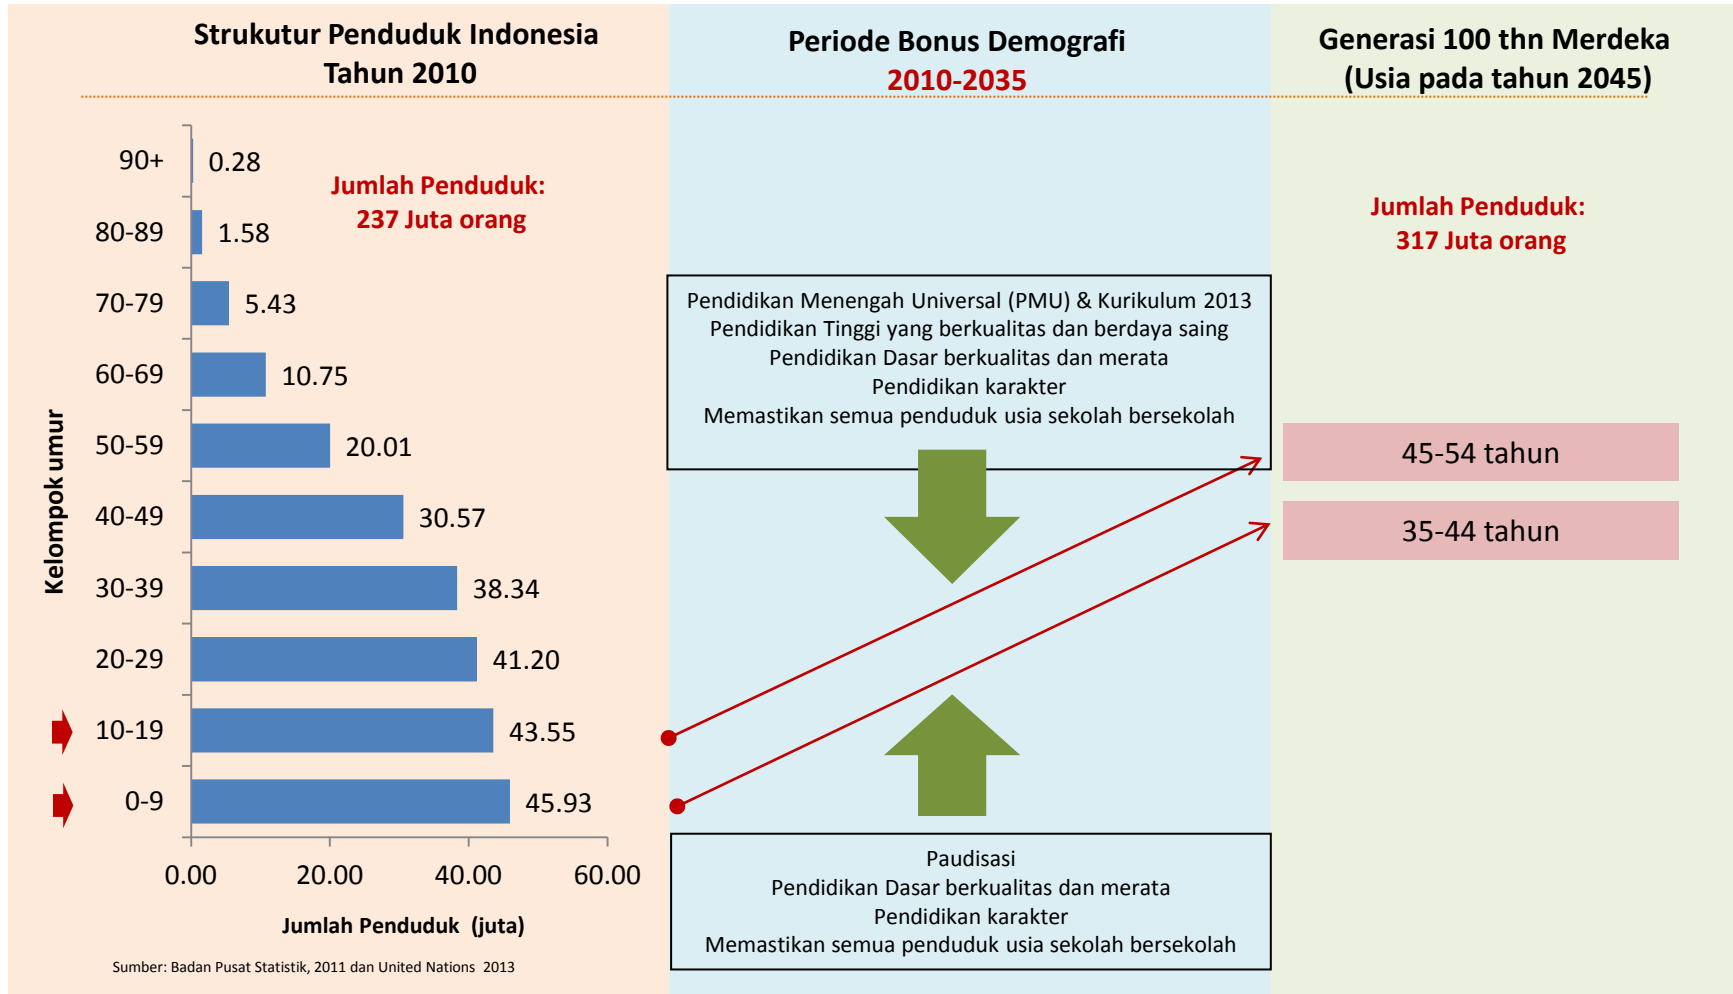 Strukutur Penduduk Indonesia
Tahun 2010
Periode Bonus Demografi
2010-2035
Generasi 100 thn Merdeka
(Usia pada tahun 2045)
Jumlah Penduduk:
237 Juta orang
Jumlah Penduduk:
317 Juta orang
Kelompok umur
90+ 0.28
80-89 1.58
70-79 5.43
60-69 10.75
50-59 20.01
40-49 30.57
30-39 38.34
20-29 41.20
10-19 43.55
0-9 45.93
0.00 20.00 40.00 60.00
Jumlah Penduduk (juta)
Sumber: Badan Pusat Statistik, 2011 dan United Nations 2013
Pendidikan Menengah Universal (PMU) & Kurikulum 2013
Pendidikan Tinggi yang berkualitas dan berdaya saing
Pendidikan Dasar berkualitas dan merata
Pendidikan karakter
Memastikan semua penduduk usia sekolah bersekolah
Paudisasi
Pendidikan Dasar berkualitas dan merata
Pendidikan karakter
Memastikan semua penduduk usia sekolah bersekolah
45-54 tahun
35-44 tahun